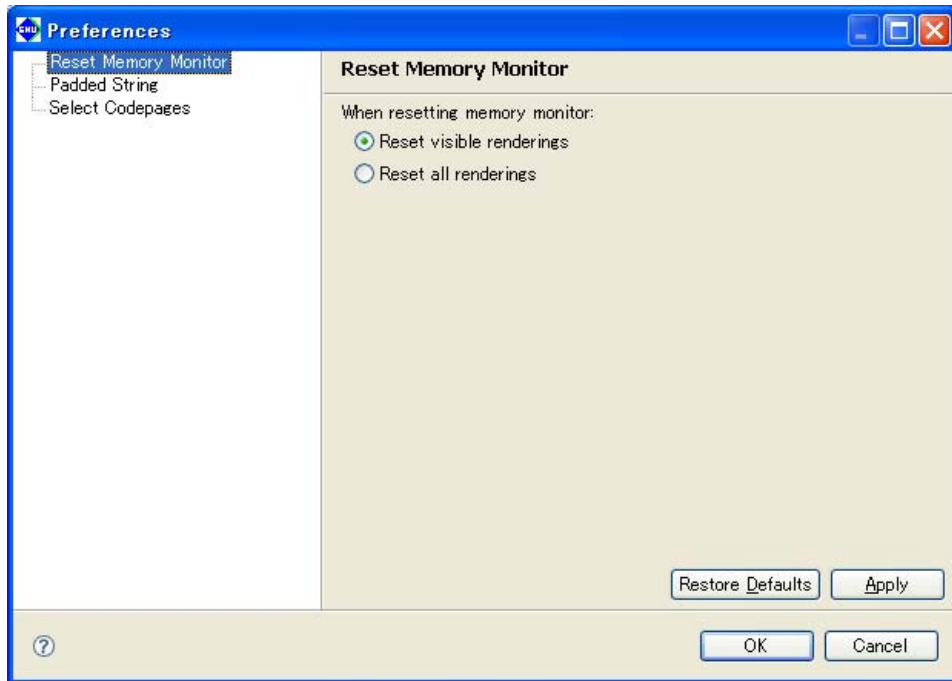 GNU
Preferences
Reset Memory Monitor
Padded String
Select Codepages
Reset Memory Monitor
When resetting memory monitor:
Reset visible renderings
Reset all renderings
Restore Defaults
Apply
?
OK
Cancel